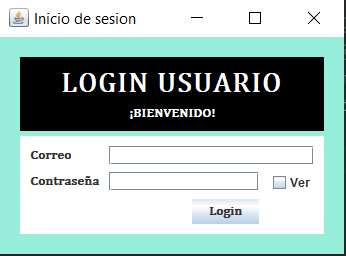 Inicio de sesion
LOGIN USUARIO
¡BIENVENIDO!
Correo
Contraseña
Ver
Login